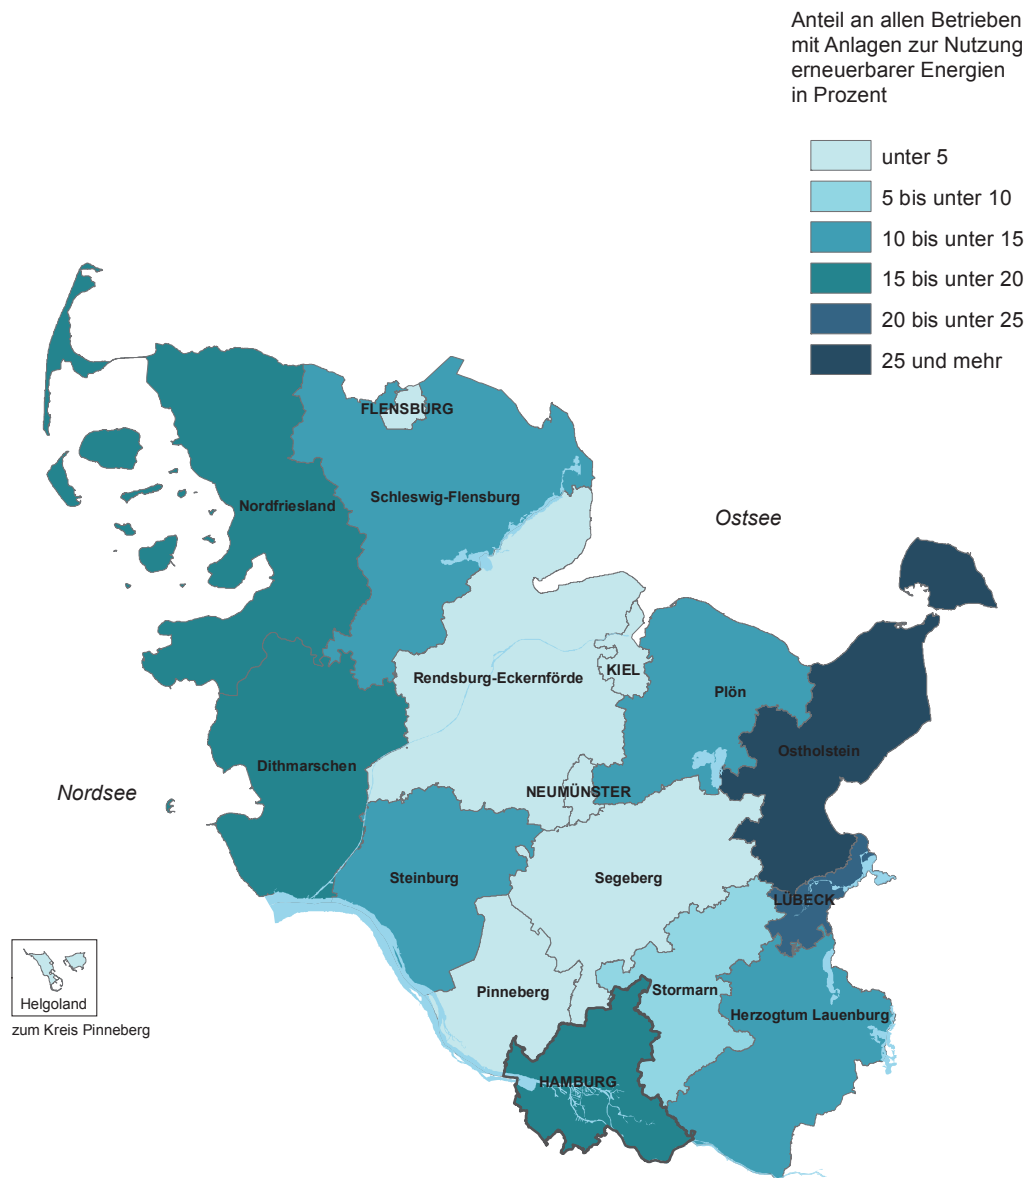 Anteil an allen Betrieben
mit Anlagen zur Nutzung
erneuerbarer Energien
in Prozent
unter 5
5 bis unter 10
10 bis unter 15
15 bis unter 20
20 bis unter 25
25 und mehr
FLENSBURG
Schleswig-Flensburg
Nordfriesland
Ostsee
KIEL
Rendsburg-Eckernförde
Plön
Ostholstein
Dithmarschen
Nordsee
NEUMÜNSTER
Steinburg
Segeberg
LÜBECK
Pinneberg
Stormarn
Herzogtum Lauenburg
Helgoland
zum Kreis Pinneberg
HAMBURG